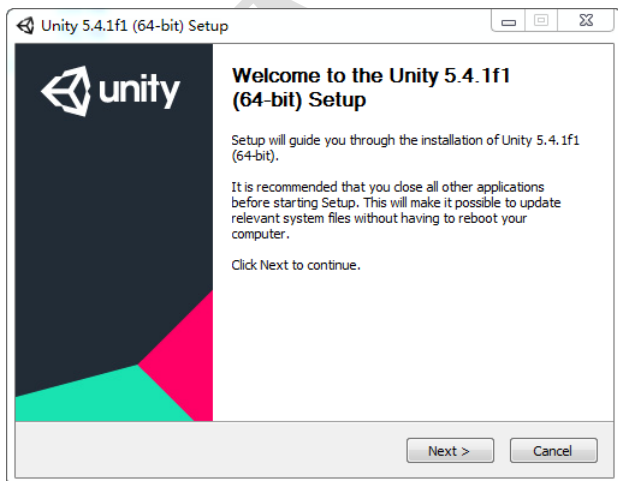 Unity 5.4.1f1 (64-bit) Setup
unity
Welcome to the Unity 5.4.1f1
(64-bit) Setup
Setup will guide you through the installation of Unity 5.4.1f1
(64-bit).
It is recommended that you close all other applications
before starting Setup. This will make it possible to update
relevant system files without having to reboot your
computer.
Click Next to continue.
Next >
Cancel